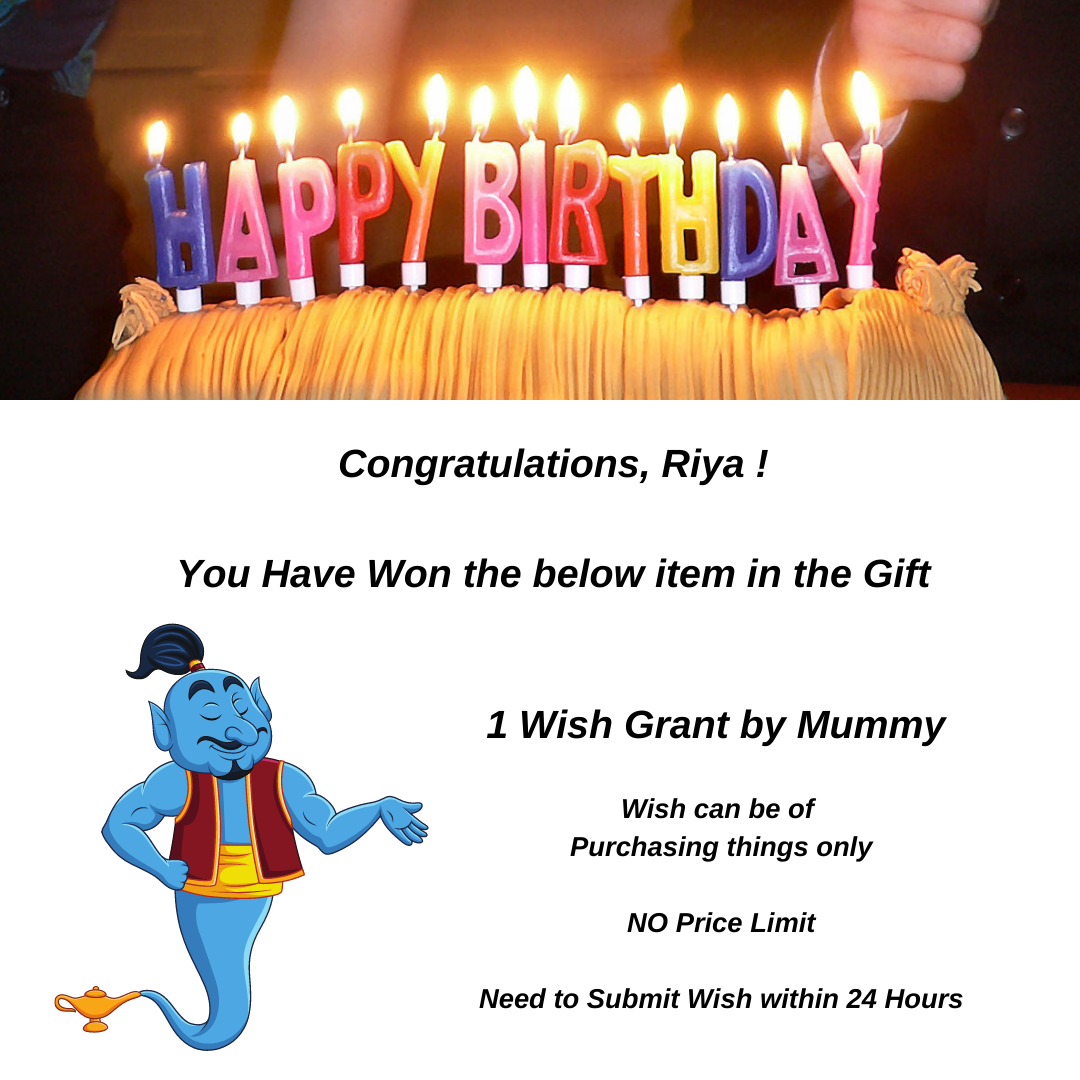 HAPPY BIRTHDAY
Congratulations, Riya !
You Have Won the below item in the Gift
1 Wish Grant by Mummy
Wish can be of
Purchasing things only
NO Price Limit
Need to Submit Wish within 24 Hours